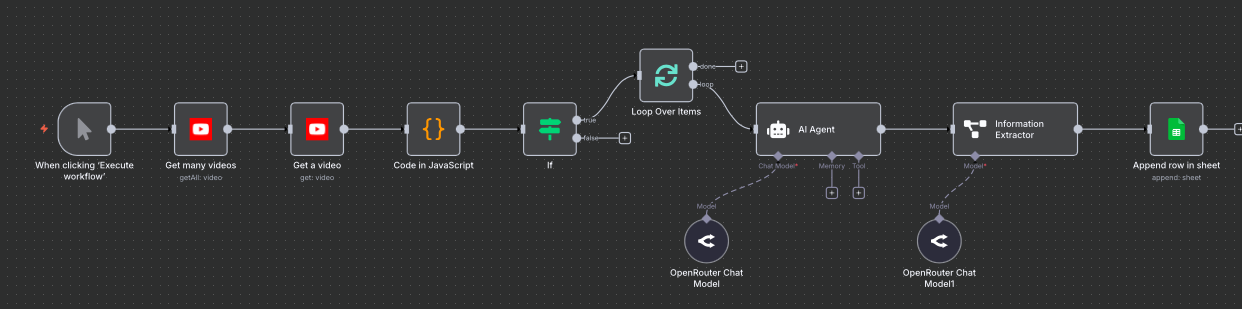 done
loop
Loop Over Items
true
false
AI Agent
Information
Extractor
When clicking ‘Execute
workflow’
Get many videos
getAll: video
Get a video
get: video
Code in JavaScript
If
Chat Model*
Memory
Tool
Model*
Append row in sheet
append: sheet
Model
Model
OpenRouter Chat
Model
OpenRouter Chat
Model1